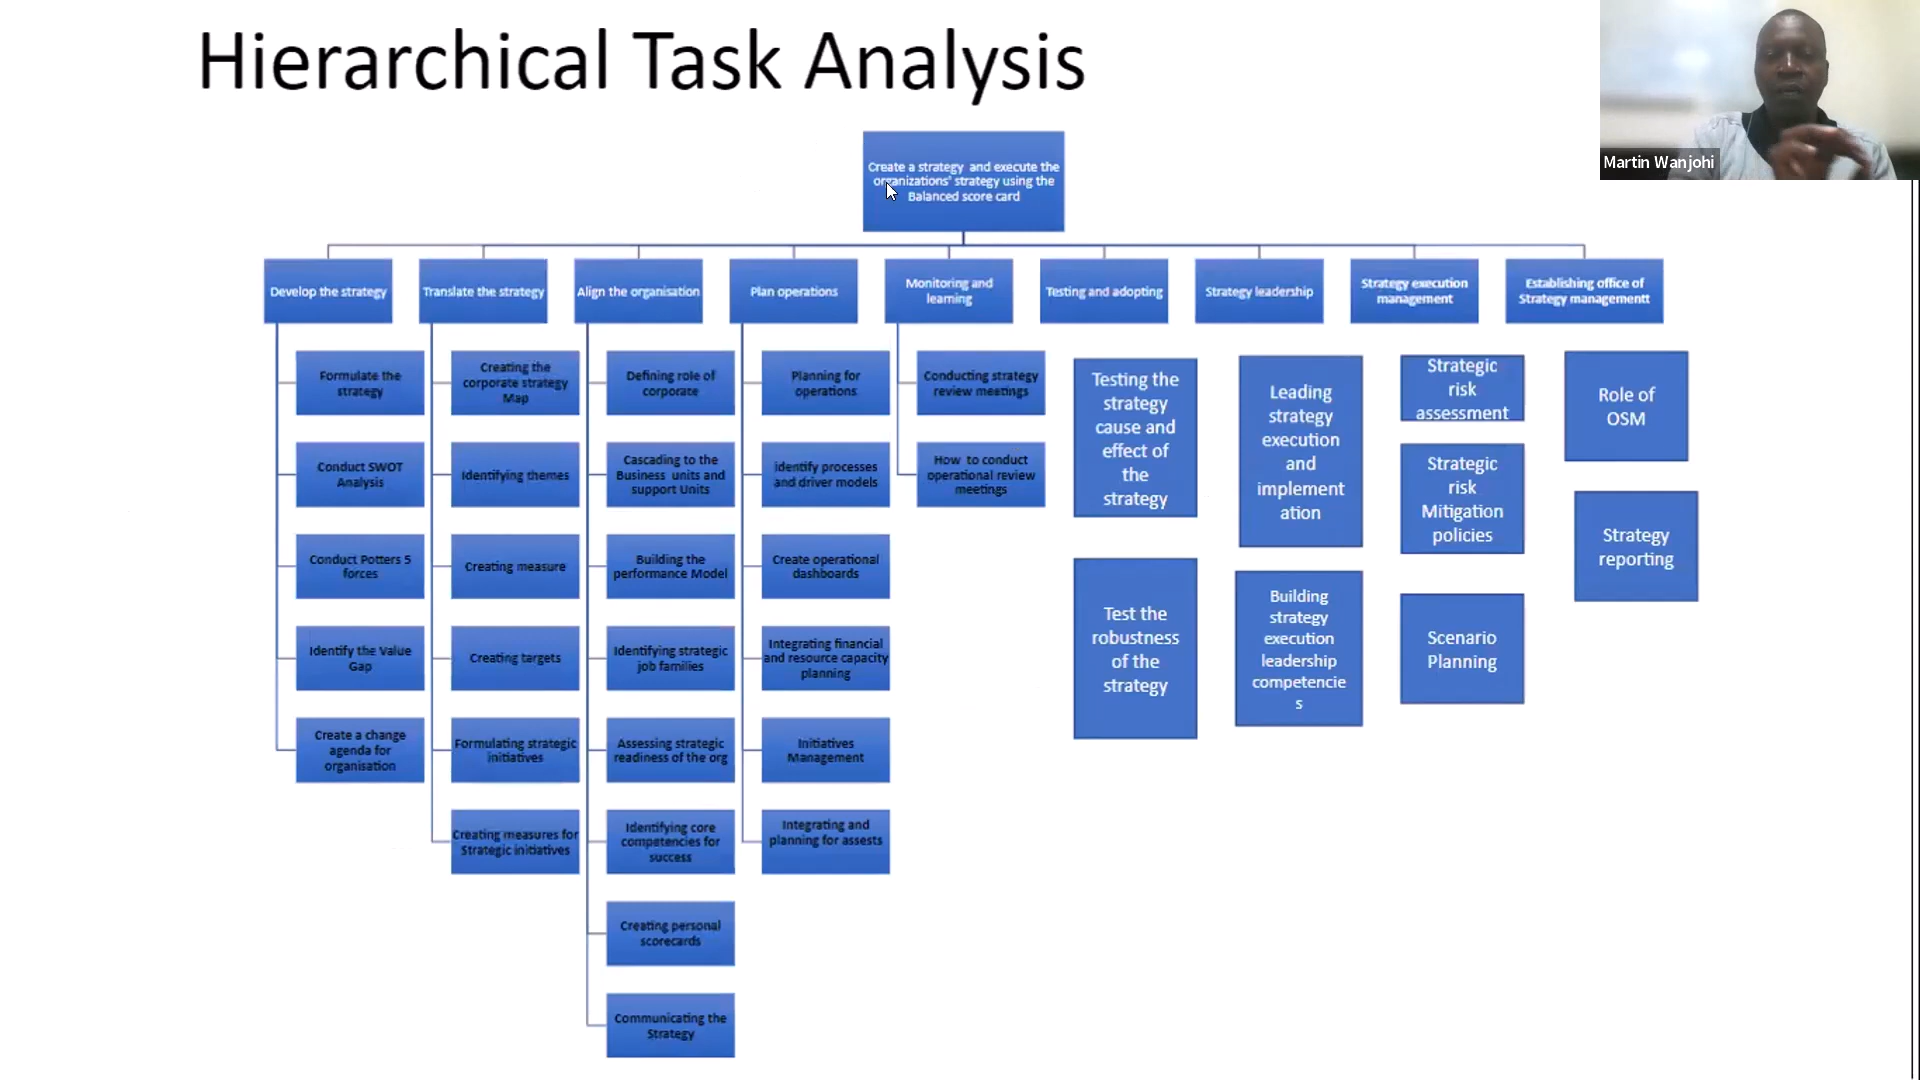 Hierarchical Task Analysis
Martin Wanjohi
Create a strategy and execute the
organizations' strategy using the
Balanced score card
Develop the strategy
Translate the strategy
Align the organisation
Plan operations
Monitoring and
learning
Testing and adopting
Strategy leadership
Strategy execution
management
Establishing office of
Strategy managementt
Formulate the
strategy
Conduct SWOT
Analysis
Conduct Potters 5
forces
Identify the Value
Gap
Create a change
agenda for
organisation
Creating the
corporate strategy
Map
Identifying themes
Creating measure
Creating targets
Formulating strategic
initiatives
Creating measures for
Strategic initiatives
Defining role of
corporate
Cascading to the
Business units and
support Units
Building the
performance Model
Identifying strategic
job families
Assessing strategic
readiness of the org
Identifying core
competencies for
success
Creating personal
scorecards
Communicating the
Strategy
Planning for
operations
identify processes
and driver models
Create operational
dashboards
Integrating financial
and resource capacity
planning
Initiatives
Management
Integrating and
planning for assests
Conducting strategy
review meetings
How to conduct
operational review
meetings
Testing the
strategy
cause and
effect of
the
strategy
Test the
robustness
of the
strategy
Leading
strategy
execution
and
implement
ation
Building
strategy
execution
leadership
competencie
s
Strategic
risk
assessment
Strategic
risk
Mitigation
policies
Scenario
Planning
Role of
OSM
Strategy
reporting